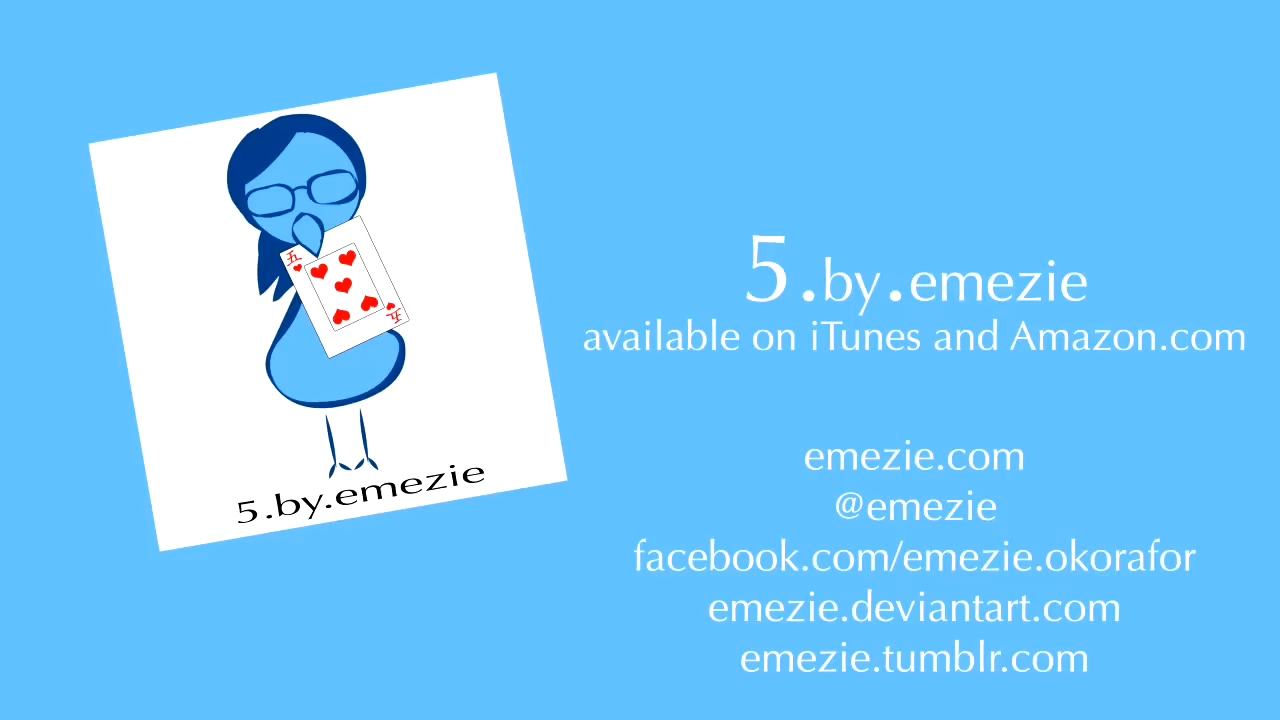 五
五
5.by.emezie
5.by.emezie
available on iTunes and Amazon.com
emezie.com
@emezie
facebook.com/emezie.okorafor
emezie.deviantart.com
emezie.tumblr.com